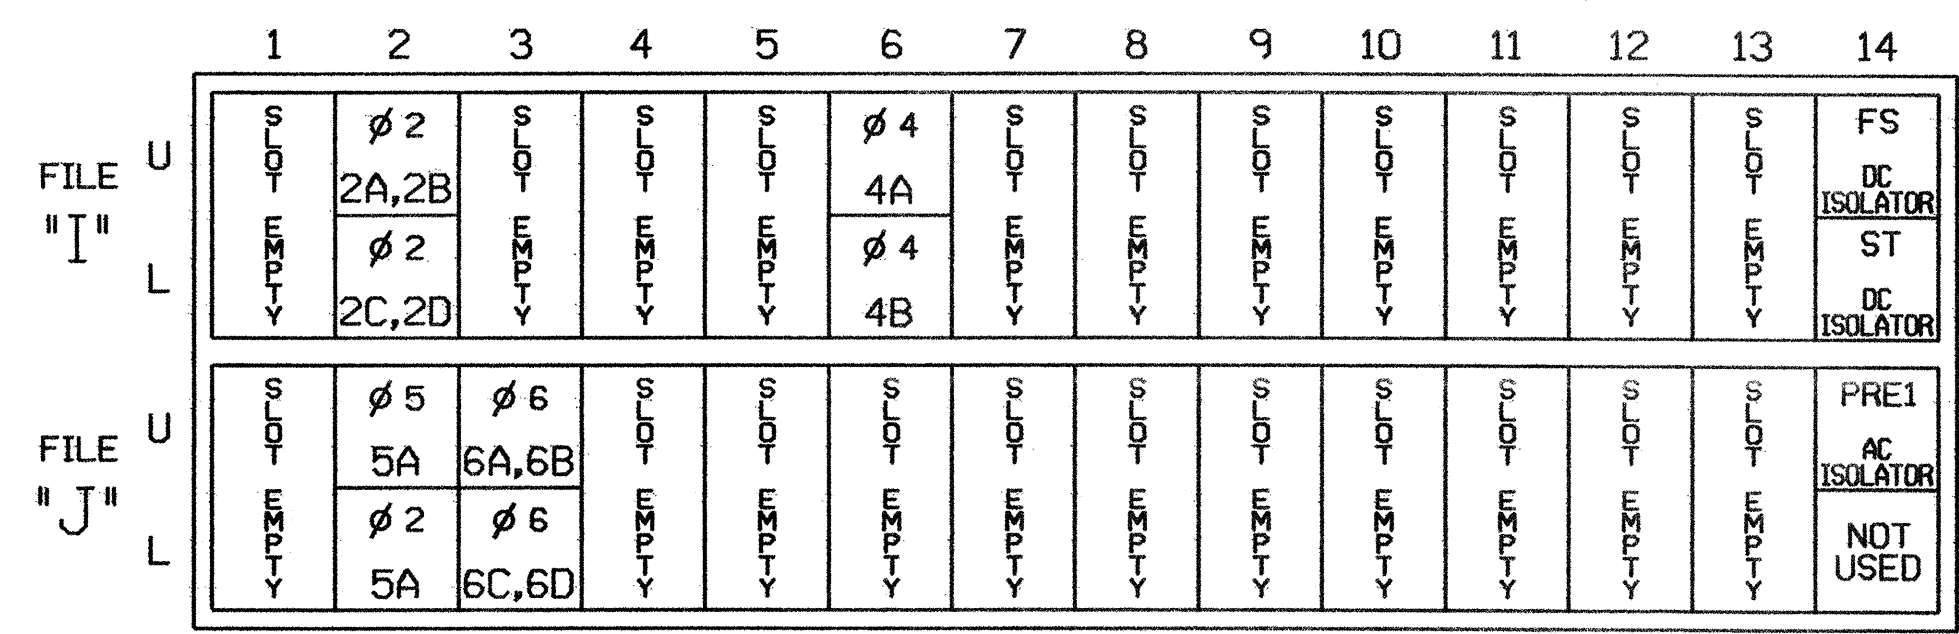 1 2 3 4 5 6 7 8 9 10 11 12 13 14
FILE "I"
U
SLOT EMPTY
ø 2
2A,2B
SLOT EMPTY
SLOT EMPTY
SLOT EMPTY
ø 4
4A
SLOT EMPTY
SLOT EMPTY
SLOT EMPTY
SLOT EMPTY
SLOT EMPTY
SLOT EMPTY
SLOT EMPTY
FS
DC
ISOLATOR
L
ø 2
2C,2D
ø 4
4B
ST
DC
ISOLATOR
FILE "J"
U
SLOT EMPTY
ø 5
5A
ø 6
6A,6B
SLOT EMPTY
SLOT EMPTY
SLOT EMPTY
SLOT EMPTY
SLOT EMPTY
SLOT EMPTY
SLOT EMPTY
SLOT EMPTY
SLOT EMPTY
SLOT EMPTY
PRE1
AC
ISOLATOR
L
ø 2
5A
ø 6
6C,6D
NOT
USED